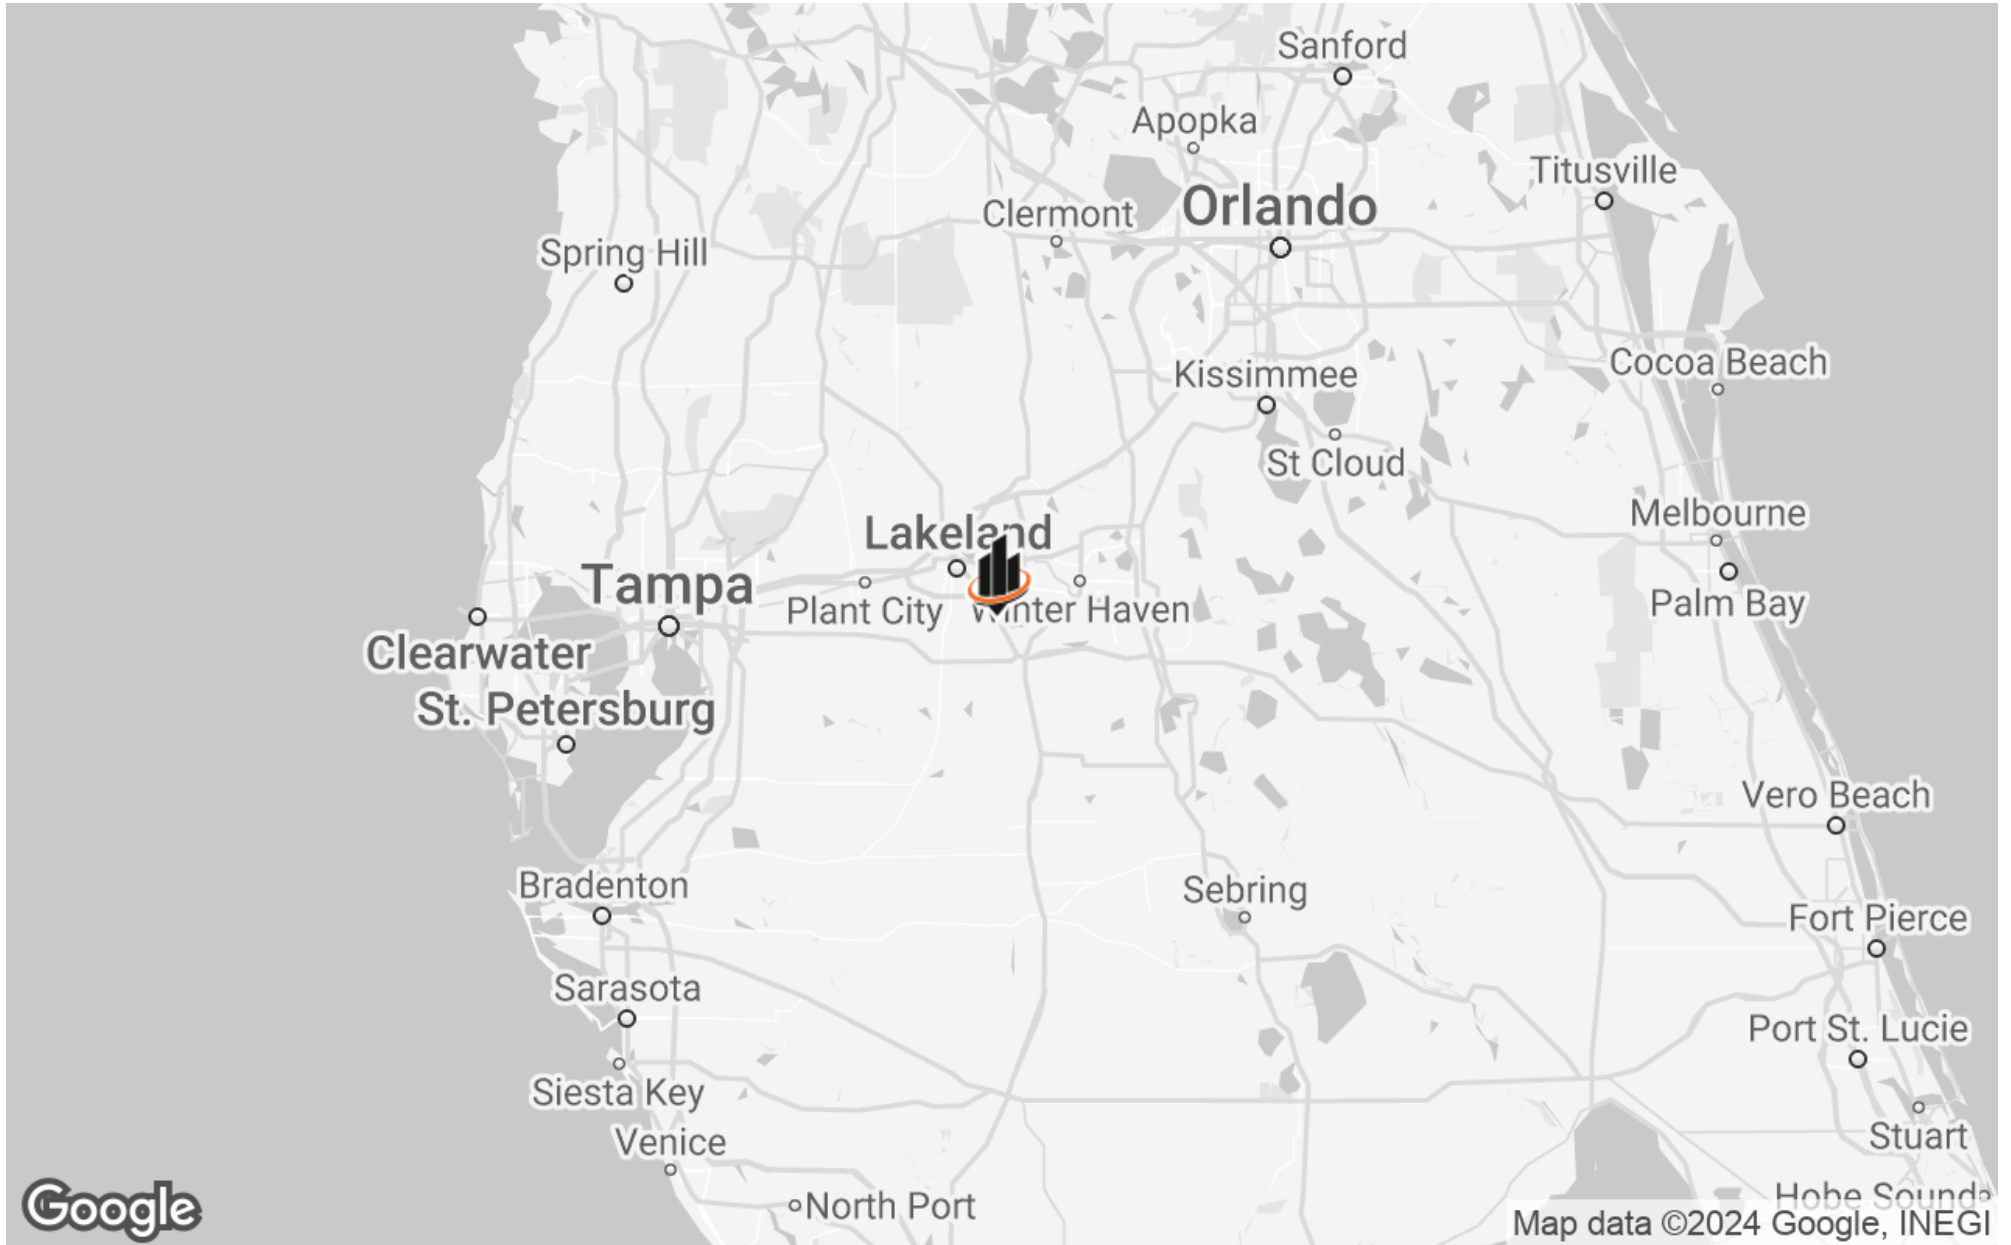 Sanford
Apopka
Titusville
Orlando
Clermont
Spring Hill
Cocoa Beach
Kissimmee
St Cloud
Melbourne
Lakeland
Tampa
Palm Bay
Plant City
Winter Haven
Clearwater
St. Petersburg
Vero Beach
Bradenton
Sebring
Fort Pierce
Sarasota
Port St. Lucie
Siesta Key
Stuart
Venice
Hobe Sound
North Port
Google
Map data ©2024 Google, INEGI